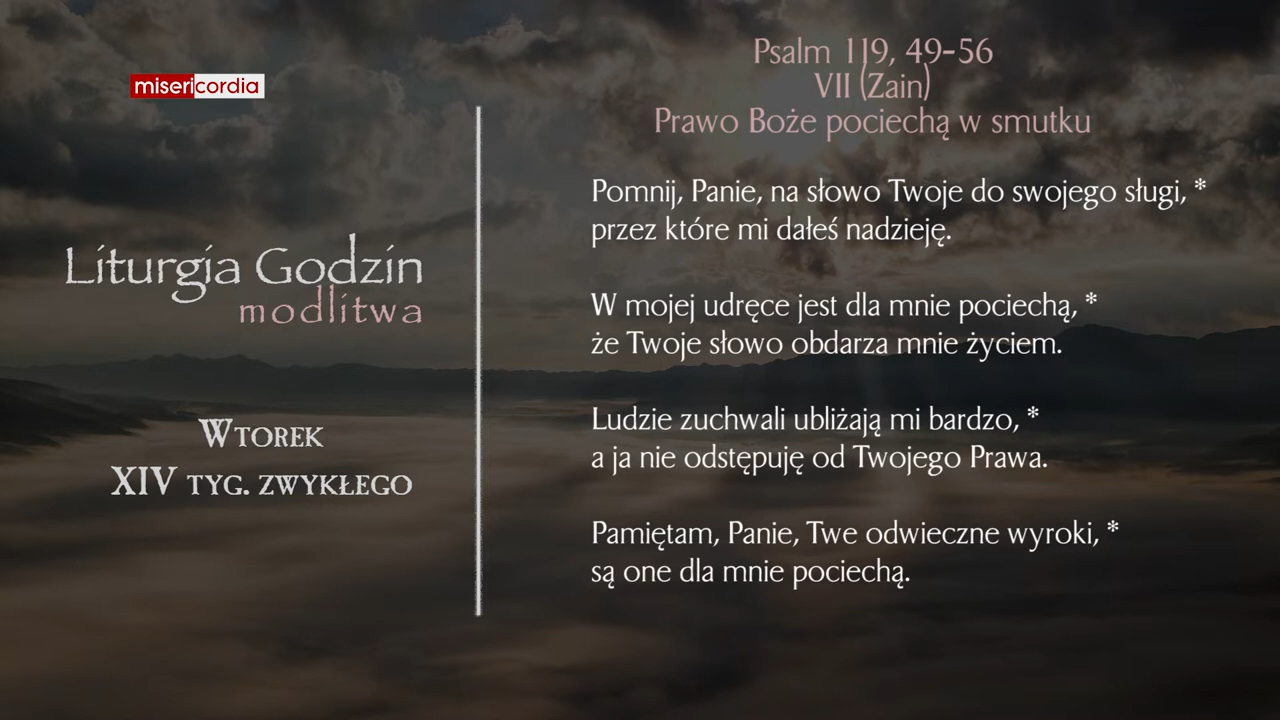 misericordia
Liturgia Godzin
modlitwa
Wtorek
XIV tyg. zwykłego
Psalm 119, 49-56
VII (Zain)
Prawo Boże pociechą w smutku
Pomnij, Panie, na słowo Twoje do swojego sługi, *
przez które mi dałeś nadzieję.
W mojej udręce jest dla mnie pociechą, *
że Twoje słowo obdarza mnie życiem.
Ludzie zuchwali ubliżają mi bardzo, *
a ja nie odstępuję od Twojego Prawa.
Pamiętam, Panie, Twe odwieczne wyroki, *
są one dla mnie pociechą.